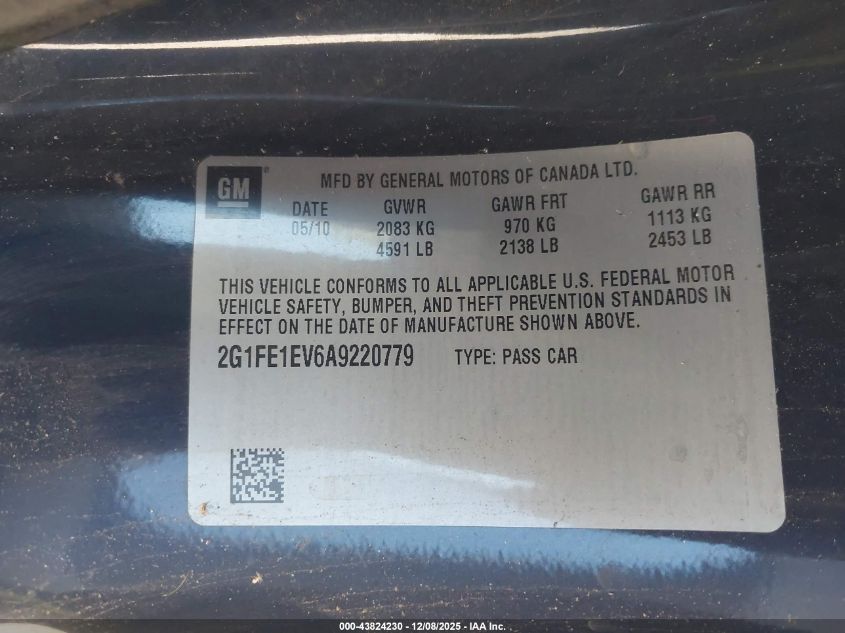 GM ®
MFD BY GENERAL MOTORS OF CANADA LTD.
DATE GVWR GAWR FRT GAWR RR
05/10 2083 KG 970 KG 1113 KG
4591 LB 2138 LB 2453 LB
THIS VEHICLE CONFORMS TO ALL APPLICABLE U.S. FEDERAL MOTOR
VEHICLE SAFETY, BUMPER, AND THEFT PREVENTION STANDARDS IN
EFFECT ON THE DATE OF MANUFACTURE SHOWN ABOVE.
2G1FE1EV6A9220779 TYPE: PASS CAR
000-43824230 - 12/08/2025 - IAA Inc.